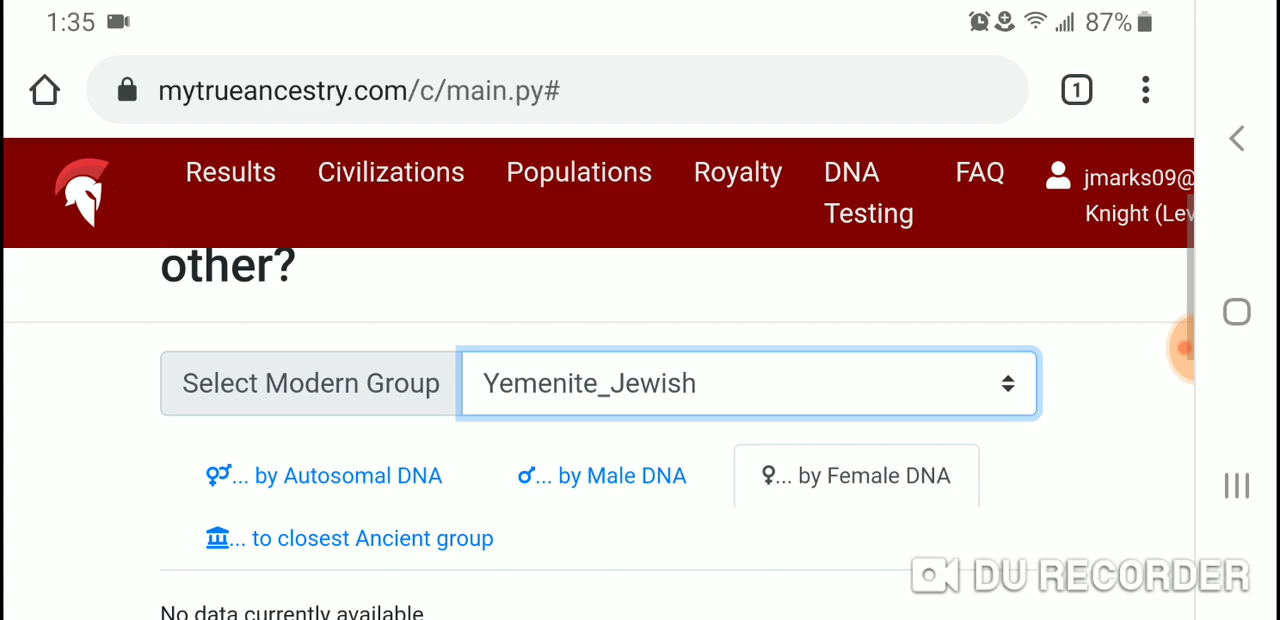 1:35 87%
mytrueancestry.com/c/main.py# 1
Results Civilizations Populations Royalty DNA Testing FAQ jmarks09@
Knight (Lev
other?
Select Modern Group Yemenite_Jewish
... by Autosomal DNA ... by Male DNA ... by Female DNA
... to closest Ancient group
DU RECORDER
No data currently available